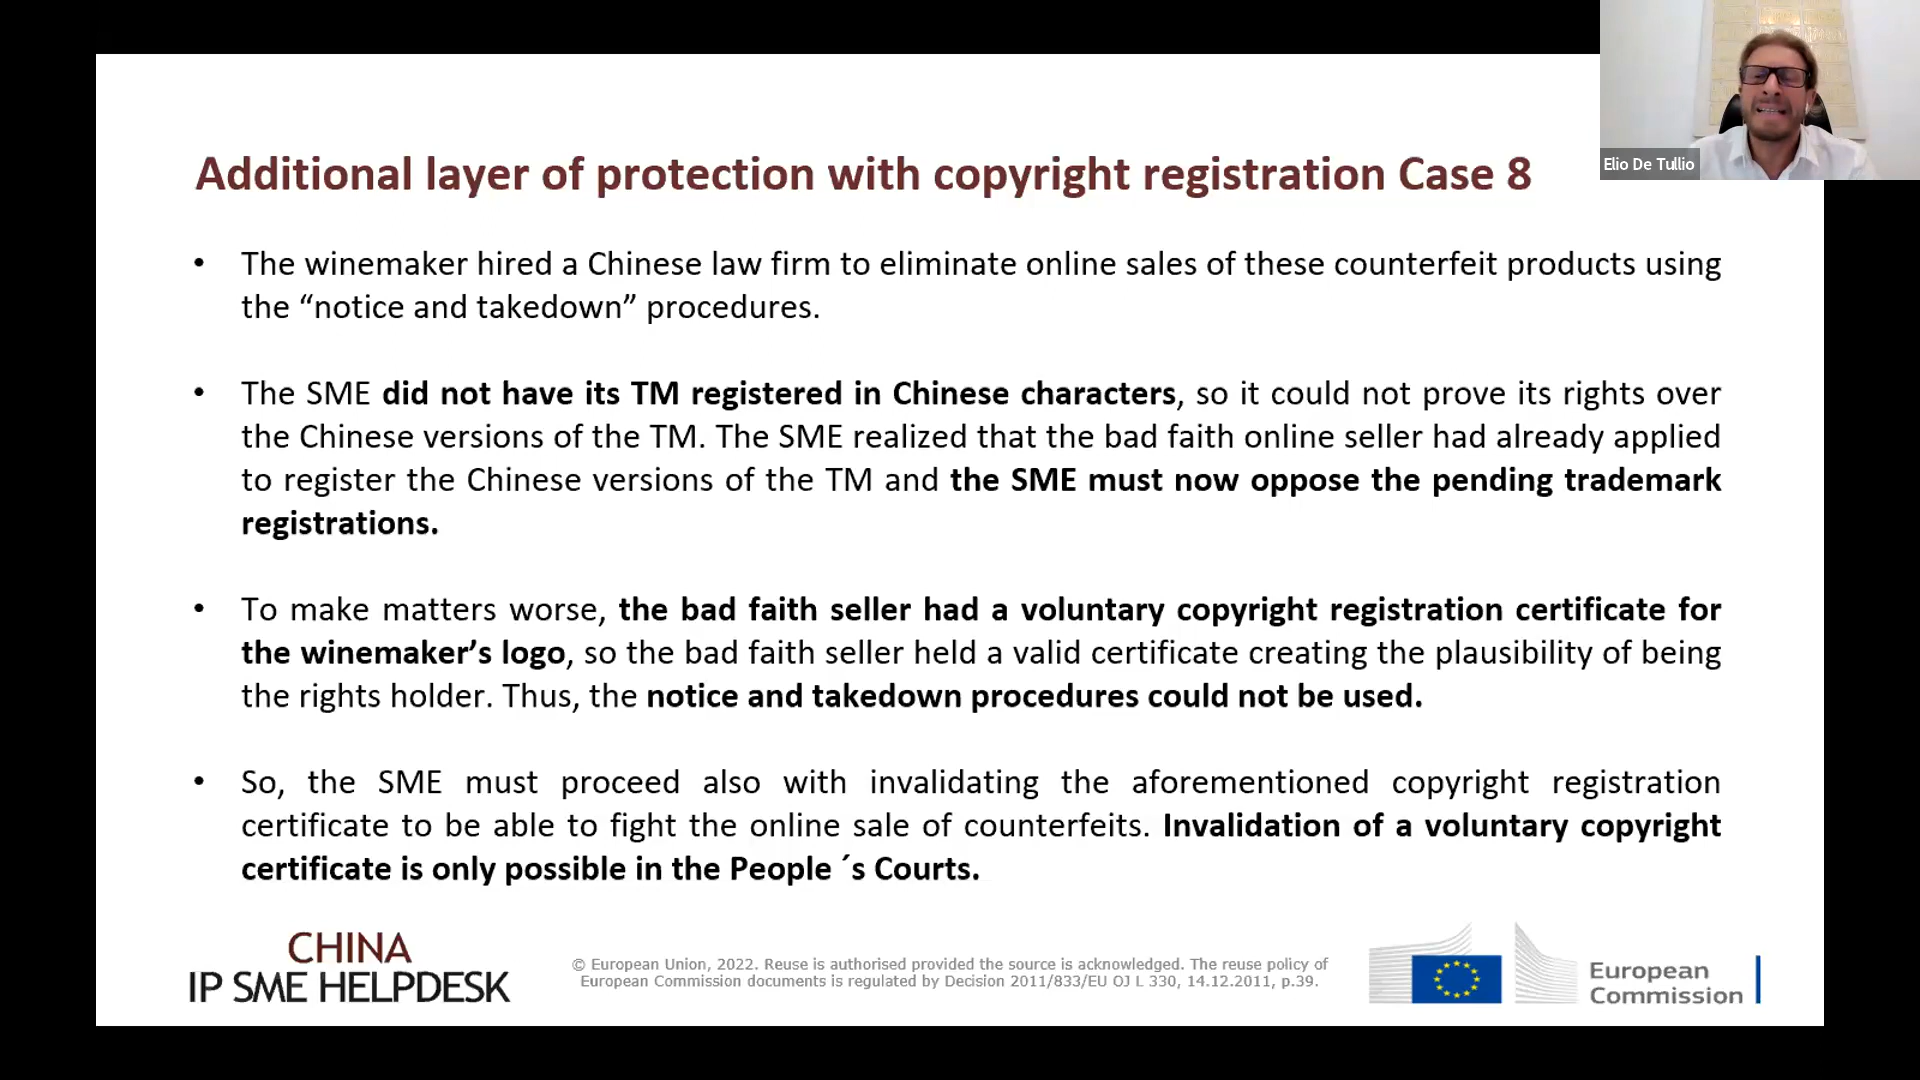 Elio De Tullio
Additional layer of protection with copyright registration Case 8
• The winemaker hired a Chinese law firm to eliminate online sales of these counterfeit products using
the “notice and takedown” procedures.
• The SME did not have its TM registered in Chinese characters, so it could not prove its rights over
the Chinese versions of the TM. The SME realized that the bad faith online seller had already applied
to register the Chinese versions of the TM and the SME must now oppose the pending trademark
registrations.
• To make matters worse, the bad faith seller had a voluntary copyright registration certificate for
the winemaker’s logo, so the bad faith seller held a valid certificate creating the plausibility of being
the rights holder. Thus, the notice and takedown procedures could not be used.
• So, the SME must proceed also with invalidating the aforementioned copyright registration
certificate to be able to fight the online sale of counterfeits. Invalidation of a voluntary copyright
certificate is only possible in the People ´s Courts.
CHINA
IP SME HELPDESK
© European Union, 2022. Reuse is authorised provided the source is acknowledged. The reuse policy of
European Commission documents is regulated by Decision 2011/833/EU OJ L 330, 14.12.2011, p.39.
European
Commission